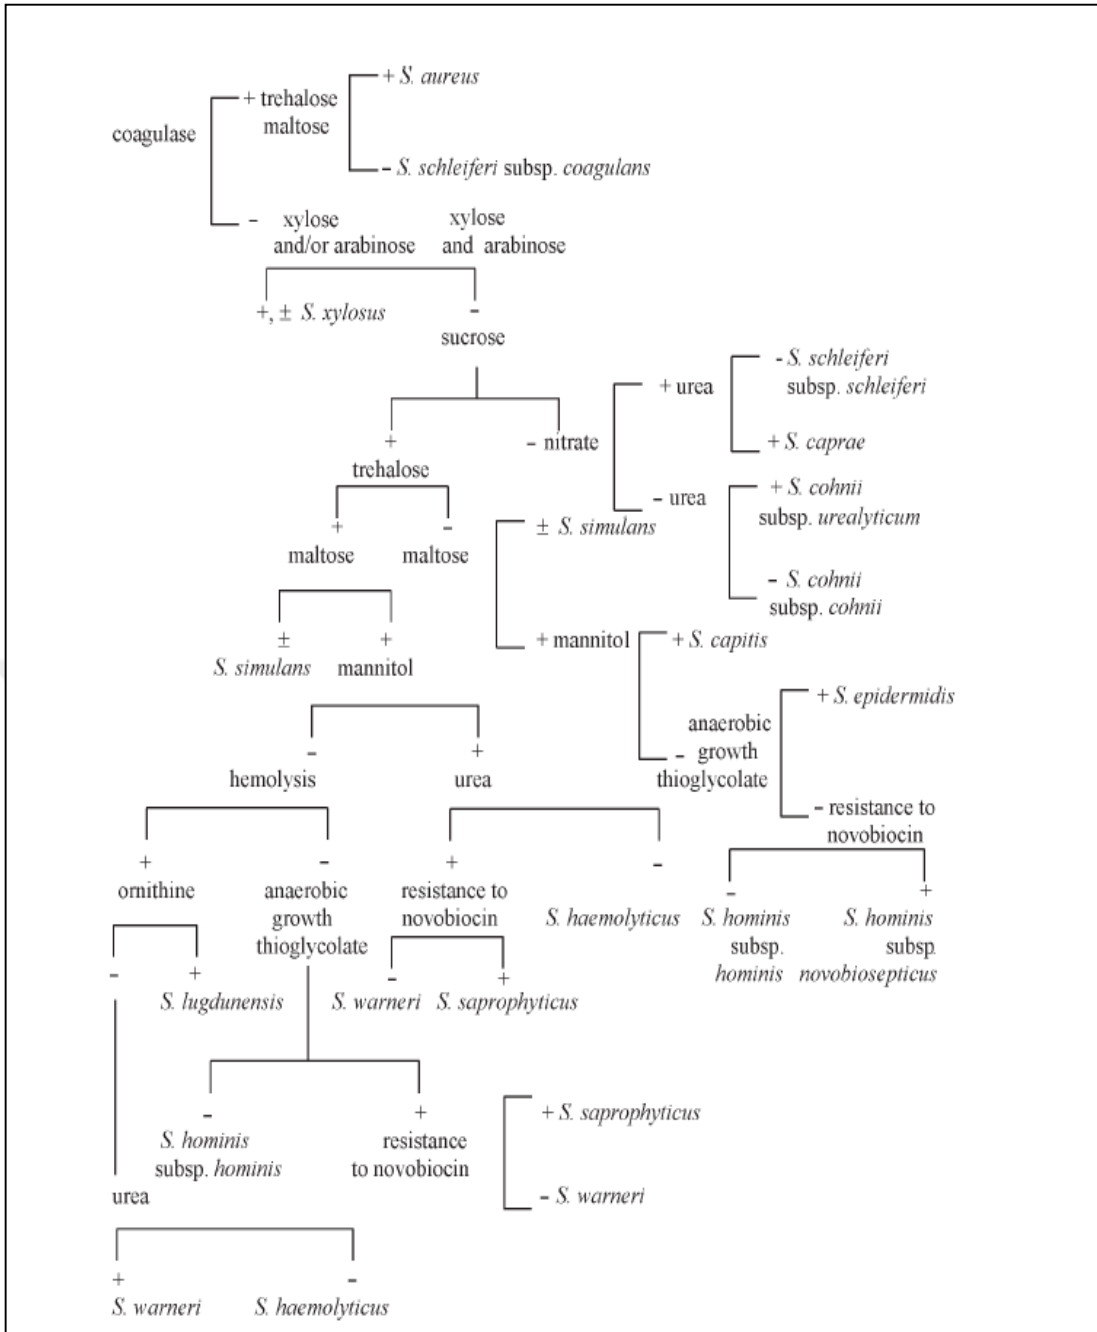 + S. aureus
+ trehalose
maltose
coagulase
– S. schleiferi subsp. coagulans
– xylose
and/or arabinose
xylose
and arabinose
+, ± S. xylosus
–
sucrose
- S. schleiferi
subsp. schleiferi
+ urea
+
trehalose
– nitrate
+ S. caprae
– urea
+ S. cohnii
subsp. urealyticum
+
maltose
–
maltose
± S. simulans
– S. cohnii
subsp. cohnii
±
S. simulans
+
mannitol
+ mannitol
+ S. capitis
+ S. epidermidis
–
hemolysis
+
urea
– anaerobic
growth
thioglycolate
– resistance to
novobiocin
+
ornithine
–
anaerobic
growth
thioglycolate
+
resistance to
novobiocin
–
S. haemolyticus
–
S. hominis
subsp.
hominis
+
S. hominis
subsp.
novobiosepticus
–
+
S. lugdunensis
–
S. warneri
+
S. saprophyticus
–
S. hominis
subsp. hominis
+
resistance
to novobiocin
+ S. saprophyticus
– S. warneri
urea
+
S. warneri
–
S. haemolyticus